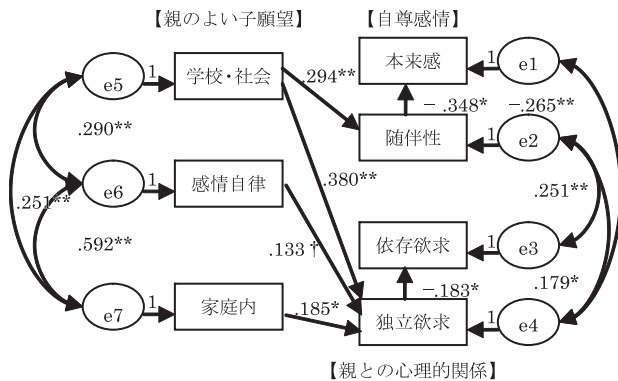 【親のよい子願望】 【自尊感情】
e5 1 学校・社会 .294** 本来感 1 e1
－.348* －.265**
.290** 随伴性 1 e2
e6 1 感情自律 .380** .251**
.251**
.592** .133† 依存欲求 1 e3
－.183* .179*
e7 1 家庭内 .185* 独立欲求 1 e4
【親との心理的関係】